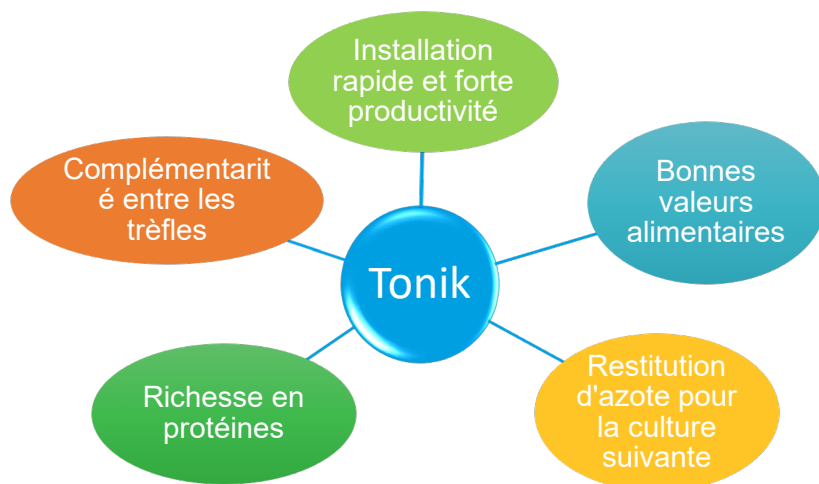 Installation
rapide et forte
productivité
Complémentarit
é entre les
trèfles
Bonnes
valeurs
alimentaires
Tonik
Richesse en
protéines
Restitution
d'azote pour
la culture
suivante